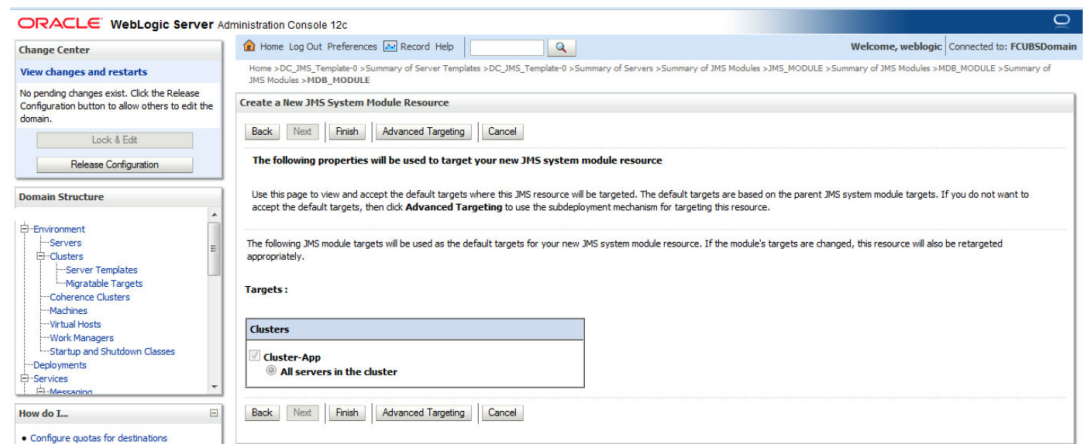 ORACLE WebLogic Server Administration Console 12c
Change Center
View changes and restarts
No pending changes exist. Click the Release
Configuration button to allow others to edit the
domain.
Lock & Edit
Release Configuration
Domain Structure
Environment
Servers
Clusters
Server Templates
Migratable Targets
Coherence Clusters
Machines
Virtual Hosts
Work Managers
Startup and Shutdown Classes
Deployments
Services
Messaging
How do I...
Configure quotas for destinations
Home Log Out Preferences Record Help
Welcome, weblogic Connected to: FCUBSDomain
Home >DC_JMS_Template-0 >Summary of Server Templates >DC_JMS_Template-0 >Summary of Servers >Summary of JMS Modules >JMS_MODULE >Summary of JMS Modules >MDB_MODULE >Summary of
JMS Modules >MDB_MODULE
Create a New JMS System Module Resource
Back Next Finish Advanced Targeting Cancel
The following properties will be used to target your new JMS system module resource
Use this page to view and accept the default targets where this JMS resource will be targeted. The default targets are based on the parent JMS system module targets. If you do not want to
accept the default targets, then click Advanced Targeting to use the subdeployment mechanism for targeting this resource.
The following JMS module targets will be used as the default targets for your new JMS system module resource. If the module's targets are changed, this resource will also be retargeted
appropriately.
Targets :
Clusters
Cluster-App
All servers in the cluster
Back Next Finish Advanced Targeting Cancel